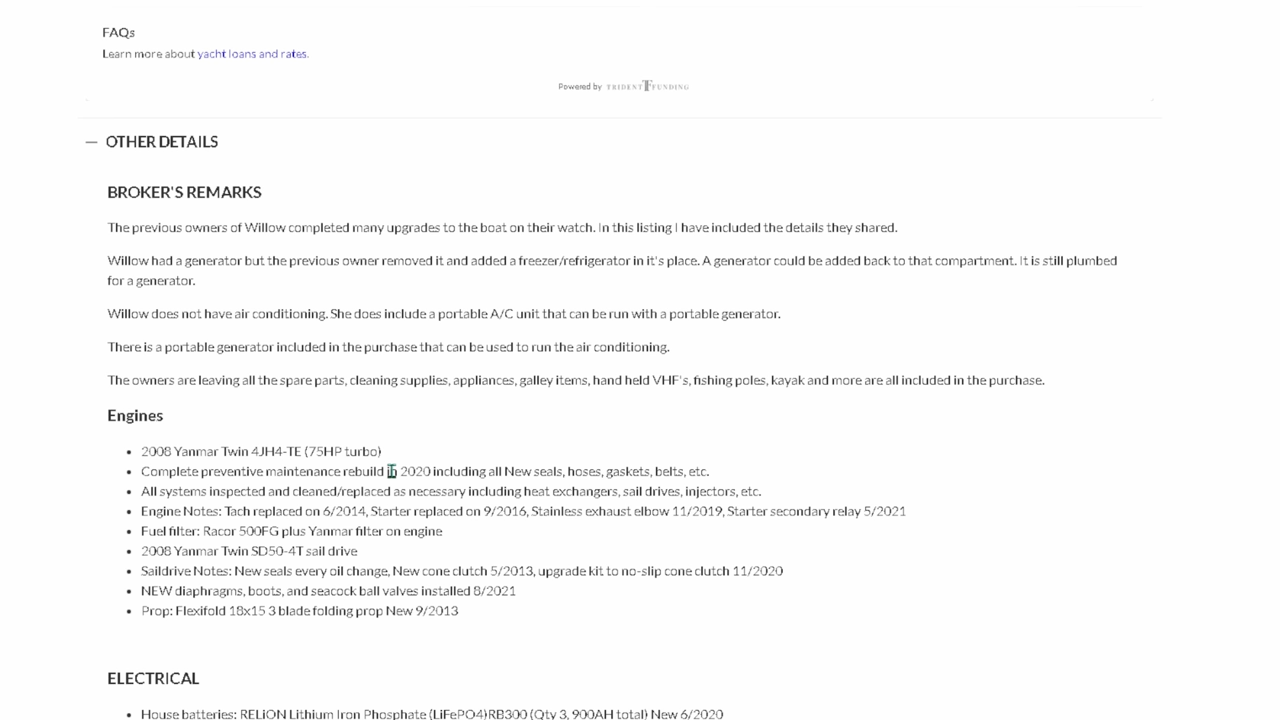 FAQs
Learn more about yacht loans and rates.
Powered by TRIDENT FUNDING
— OTHER DETAILS
BROKER'S REMARKS
The previous owners of Willow completed many upgrades to the boat on their watch. In this listing I have included the details they shared.
Willow had a generator but the previous owner removed it and added a freezer/refrigerator in it's place. A generator could be added back to that compartment. It is still plumbed
for a generator.
Willow does not have air conditioning. She does include a portable A/C unit that can be run with a portable generator.
There is a portable generator included in the purchase that can be used to run the air conditioning.
The owners are leaving all the spare parts, cleaning supplies, appliances, galley items, hand held VHF's, fishing poles, kayak and more are all included in the purchase.
Engines
• 2008 Yanmar Twin 4JH4-TE (75HP turbo)
• Complete preventive maintenance rebuild in 2020 including all New seals, hoses, gaskets, belts, etc.
• All systems inspected and cleaned/replaced as necessary including heat exchangers, sail drives, injectors, etc.
• Engine Notes: Tach replaced on 6/2014, Starter replaced on 9/2016, Stainless exhaust elbow 11/2019, Starter secondary relay 5/2021
• Fuel filter: Racor 500FG plus Yanmar filter on engine
• 2008 Yanmar Twin SD50-4T sail drive
• Saildrive Notes: New seals every oil change, New cone clutch 5/2013, upgrade kit to no-slip cone clutch 11/2020
• NEW diaphragms, boots, and seacock ball valves installed 8/2021
• Prop: Flexifold 18x15 3 blade folding prop New 9/2013
ELECTRICAL
• House batteries: RELiON Lithium Iron Phosphate (LiFePO4)RB300 (Qty 3, 900AH total) New 6/2020